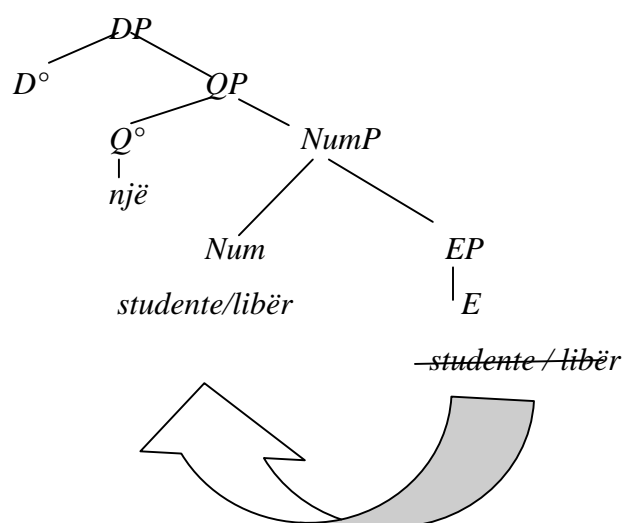 DP
D° QP
Q° NumP
një
Num EP
studente/libër E
studente / libër